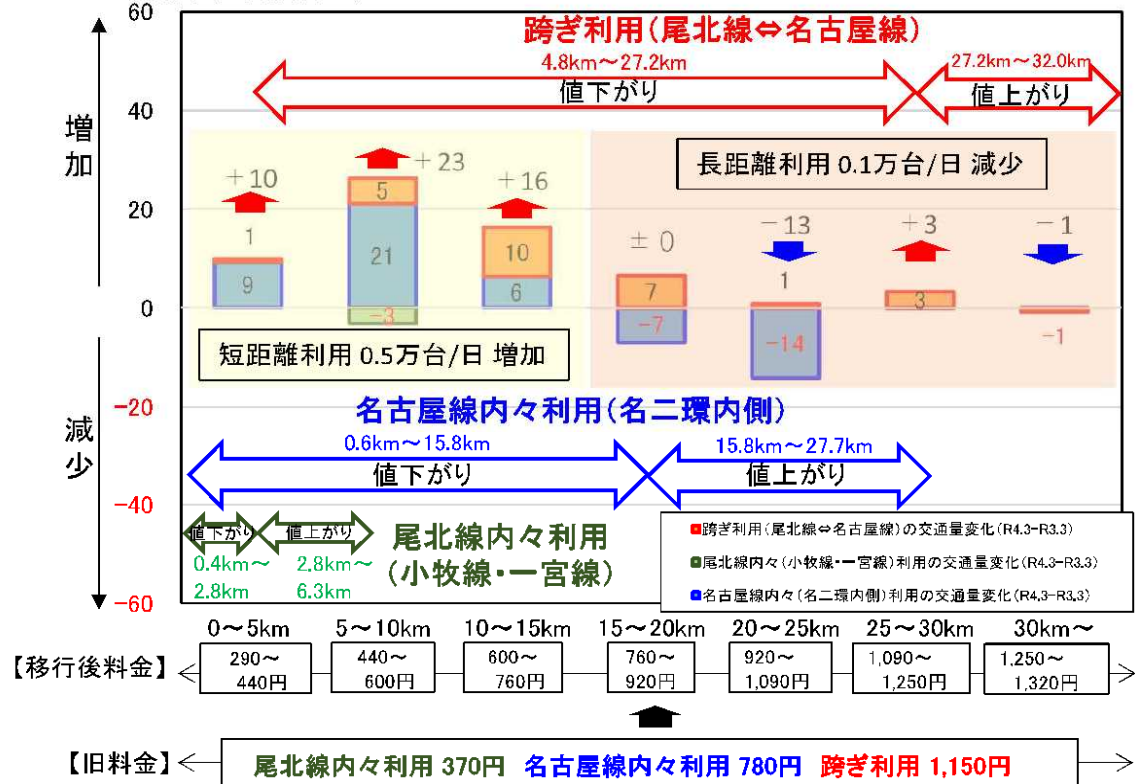 60
40
20
0
-20
-40
-60
増加
減少
跨ぎ利用(尾北線⇔名古屋線)
4.8km～27.2km
値下がり
27.2km～32.0km
値上がり
長距離利用 0.1万台/日 減少
+10
1
9
+23
5
21
-3
+16
10
6
±0
7
-7
-13
1
-14
+3
3
-1
-1
短距離利用 0.5万台/日 増加
名古屋線内々利用(名二環内側)
0.6km～15.8km
値下がり
15.8km～27.7km
値上がり
値下がり
値上がり
0.4km～
2.8km
2.8km～
6.3km
尾北線内々利用
(小牧線・一宮線)
跨ぎ利用(尾北線⇔名古屋線)の交通量変化(R4.3-R3.3)
尾北線内々(小牧線・一宮線)利用の交通量変化(R4.3-R3.3)
名古屋線内々(名二環内側)利用の交通量変化(R4.3-R3.3)
0～5km 5～10km 10～15km 15～20km 20～25km 25～30km 30km～
【移行後料金】
290～
440円
440～
600円
600～
760円
760～
920円
920～
1,090円
1,090～
1,250円
1,250～
1,320円
【旧料金】
尾北線内々利用 370円 名古屋線内々利用 780円 跨ぎ利用 1,150円